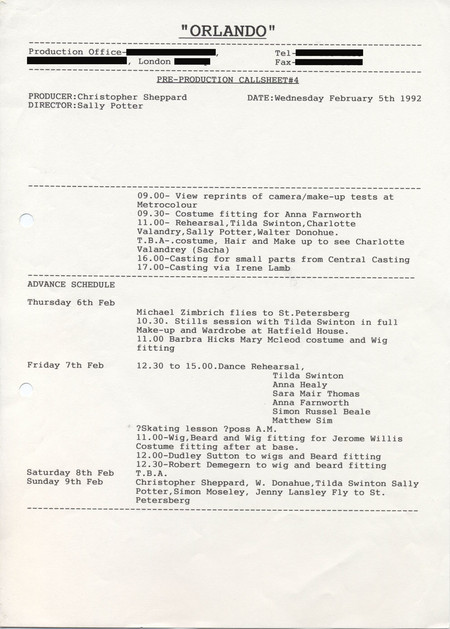 "ORLANDO"
Production Office-
, London
Tel-
Fax-
PRE-PRODUCTION CALLSHEET#4
PRODUCER:Christopher Sheppard
DATE:Wednesday February 5th 1992
DIRECTOR:Sally Potter
09.00- View reprints of camera/make-up tests at
Metrocolour
09.30- Costume fitting for Anna Farnworth
11.00- Rehearsal,Tilda Swinton,Charlotte
Valandry,Sally Potter,Walter Donohue.
T.B.A-.costume, Hair and Make up to see Charlotte
Valandrey (Sacha)
16.00-Casting for small parts from Central Casting
17.00-Casting via Irene Lamb
ADVANCE SCHEDULE
Thursday 6th Feb
Michael Zimbrich flies to St.Petersberg
10.30. Stills session with Tilda Swinton in full
Make-up and Wardrobe at Hatfield House.
11.00 Barbra Hicks Mary Mcleod costume and Wig
fitting
Friday 7th Feb 12.30 to 15.00.Dance Rehearsal,
Tilda Swinton
Anna Healy
Sara Mair Thomas
Anna Farnworth
Simon Russel Beale
Matthew Sim
?Skating lesson ?poss A.M.
11.00-Wig,Beard and Wig fitting for Jerome Willis
Costume fitting after at base.
12.00-Dudley Sutton to wigs and Beard fitting
12.30-Robert Demegern to wig and beard fitting
Saturday 8th Feb T.B.A.
Sunday 9th Feb Christopher Sheppard, W. Donahue,Tilda Swinton Sally
Potter,Simon Moseley, Jenny Lansley Fly to St.
Petersberg